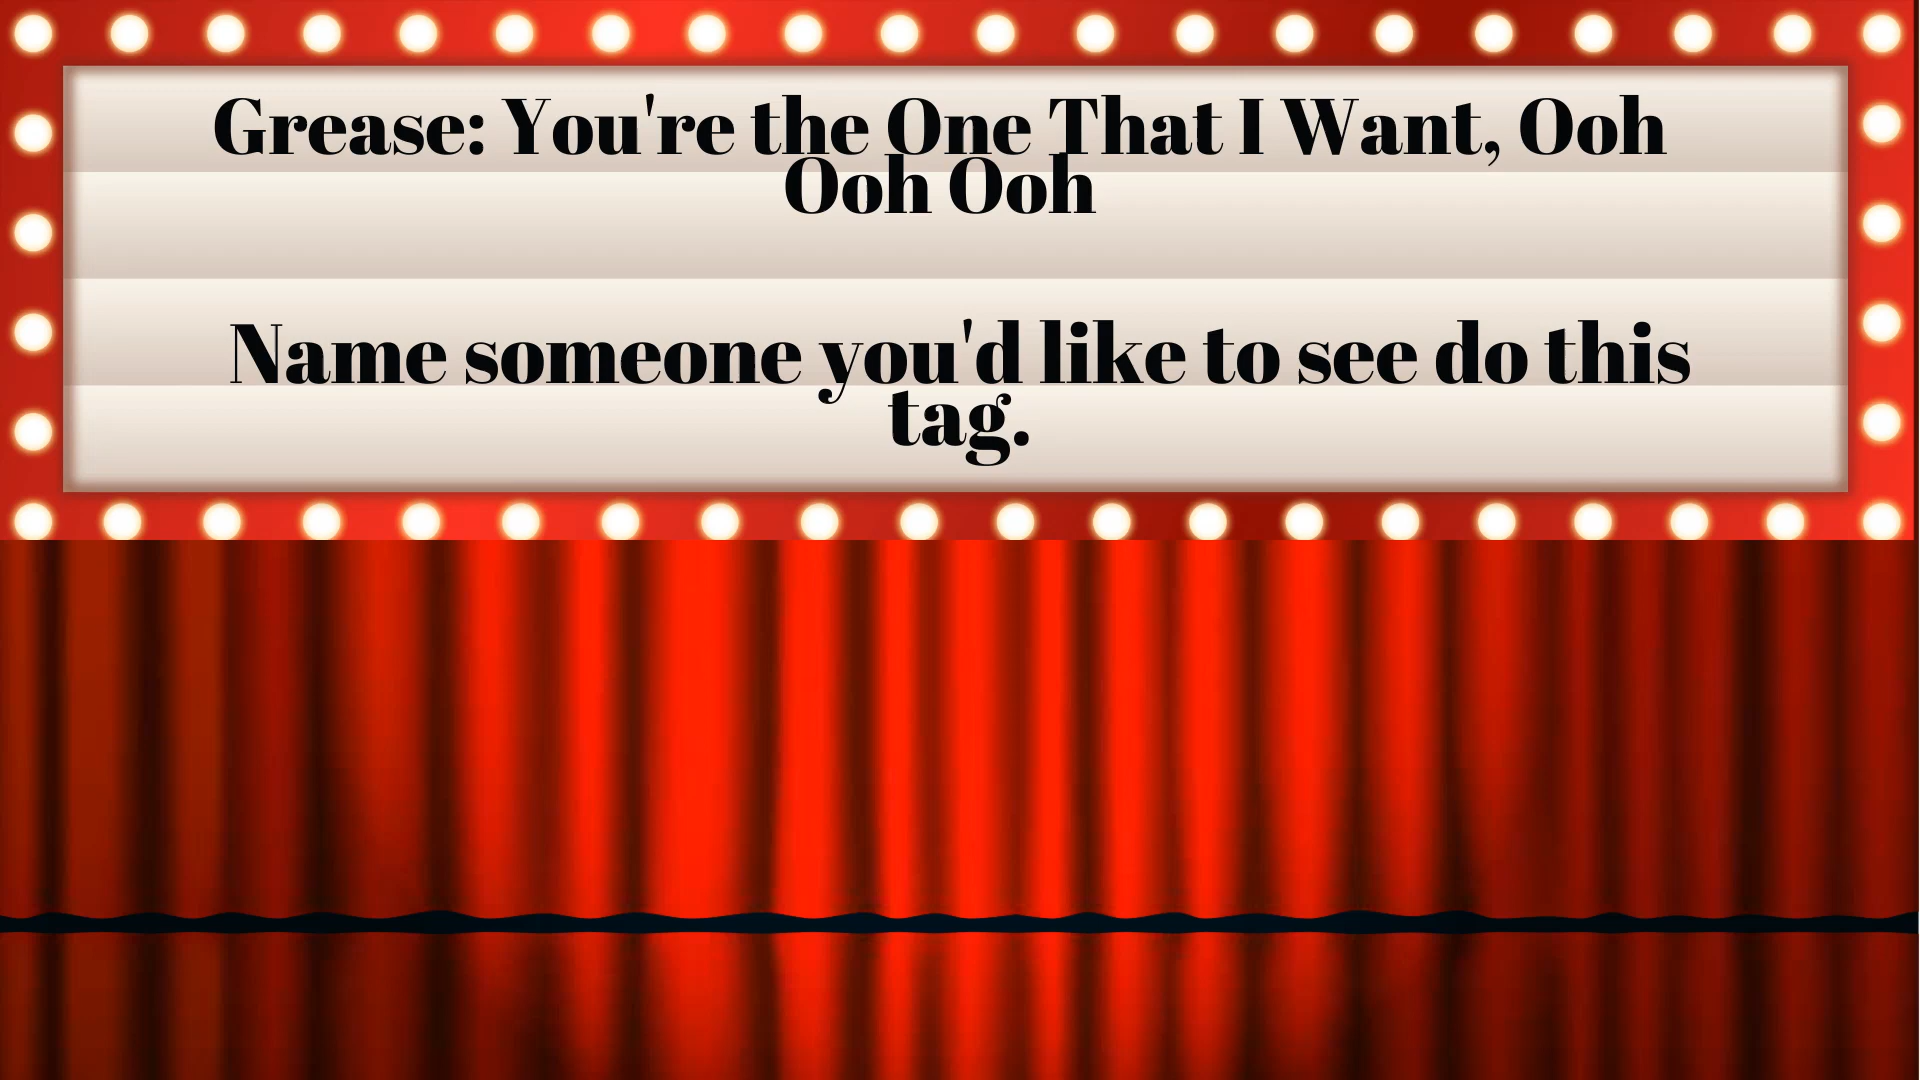 Grease: You're the One That I Want, Ooh
Ooh Ooh
Name someone you'd like to see do this
tag.